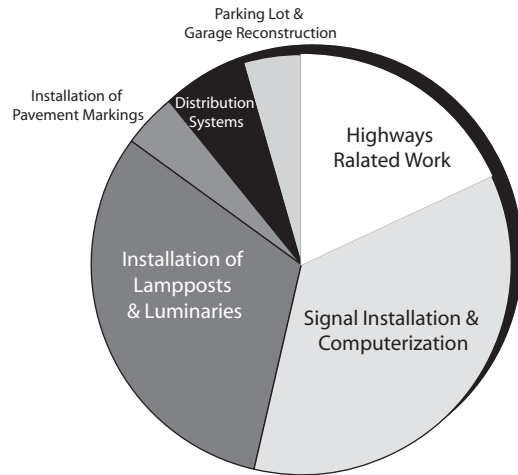 Parking Lot &
Garage Reconstruction
Installation of
Pavement Markings
Distribution
Systems
Highways
Ralated Work
Installation of
Lampposts
& Luminaries
Signal Installation &
Computerization